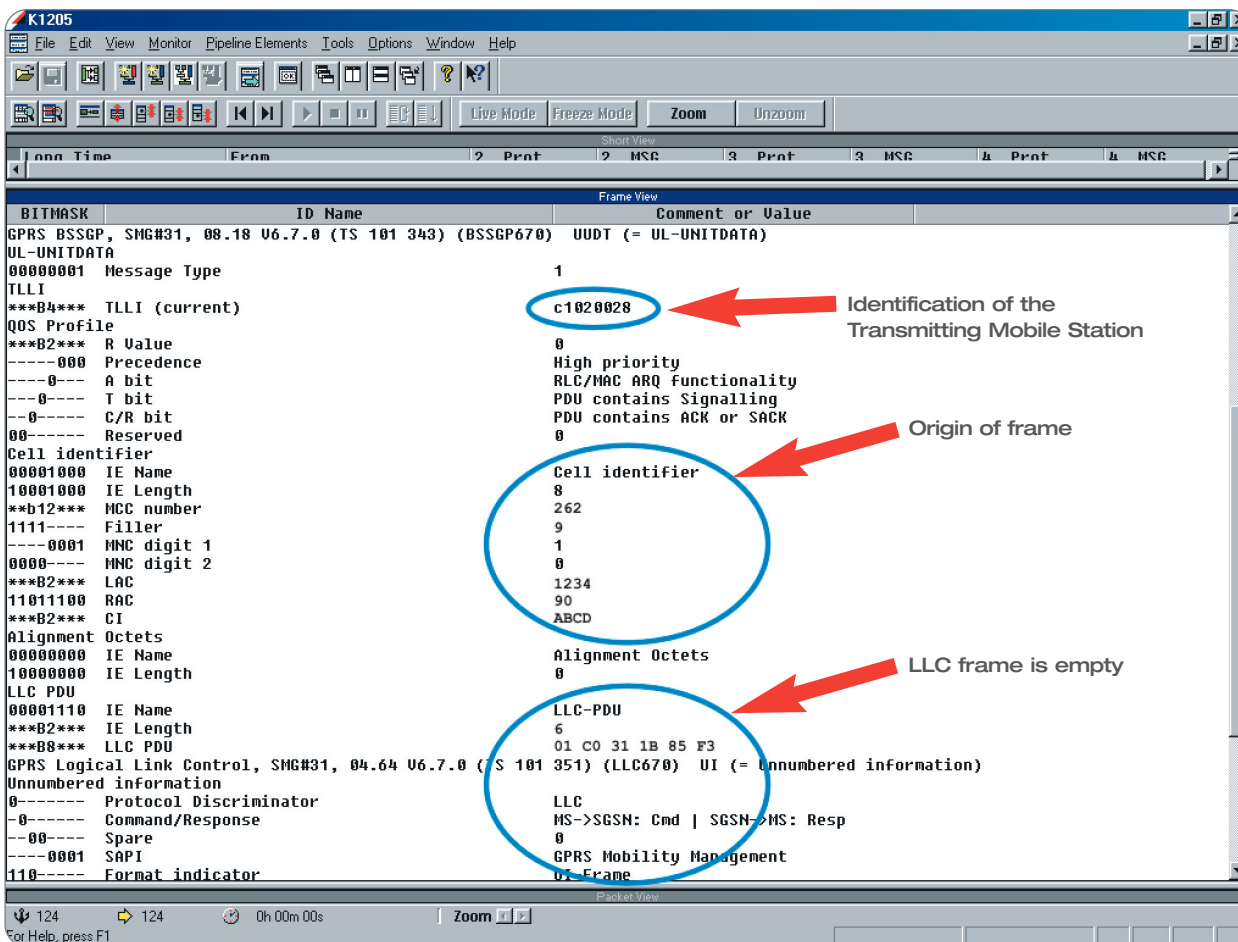 K1205
File Edit View Monitor Pipeline Elements Tools Options Window Help
Live Mode Freeze Mode Zoom Unzoom
Short View
Long Time From 2 Prot 2 MSG 3 Prot 3 MSG 4 Prot 4 MSG
Frame View
BITMASK ID Name Comment or Value
GPRS BSSGP, SMG#31, 08.18 V6.7.0 (TS 101 343) (BSSGP670) UUDT (= UL-UNITDATA)
UL-UNITDATA
00000001 Message Type 1
TLLI
***B4*** TLLI (current) c1020028
Identification of the
Transmitting Mobile Station
QOS Profile
***B2*** R Value 0
-----000 Precedence High priority
----0--- A bit RLC/MAC ARQ functionality
---0---- T bit PDU contains Signalling
--0----- C/R bit PDU contains ACK or SACK
00------ Reserved 0
Origin of frame
Cell identifier
00001000 IE Name Cell identifier
10001000 IE Length 8
**b12*** MCC number 262
1111---- Filler 9
----0001 MNC digit 1 1
0000---- MNC digit 2 0
***B2*** LAC 1234
11011100 RAC 90
***B2*** CI ABCD
Alignment Octets
00000000 IE Name Alignment Octets
10000000 IE Length 0
LLC frame is empty
LLC PDU
00001110 IE Name LLC-PDU
***B2*** IE Length 6
***B8*** LLC PDU 01 C0 31 1B 85 F3
GPRS Logical Link Control, SMG#31, 04.64 V6.7.0 (TS 101 351) (LLC670) UI (= Unnumbered information)
Unnumbered information
0------- Protocol Discriminator LLC
-0------ Command/Response MS->SGSN: Cmd | SGSN->MS: Resp
--00---- Spare 0
----0001 SAPI GPRS Mobility Management
110----- Format indicator UI-Frame
Packet View
124 124 0h 00m 00s Zoom
For Help, press F1